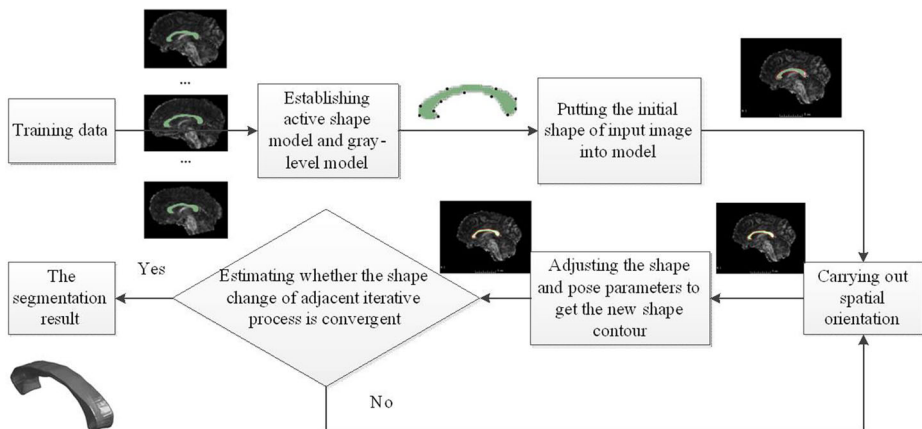 Training data
...
...
Establishing
active shape
model and gray-
level model
Putting the initial
shape of input image
into model
Carrying out
spatial
orientation
Adjusting the shape
and pose parameters to
get the new shape
contour
Estimating whether the shape
change of adjacent iterative
process is convergent
Yes
The
segmentation
result
No